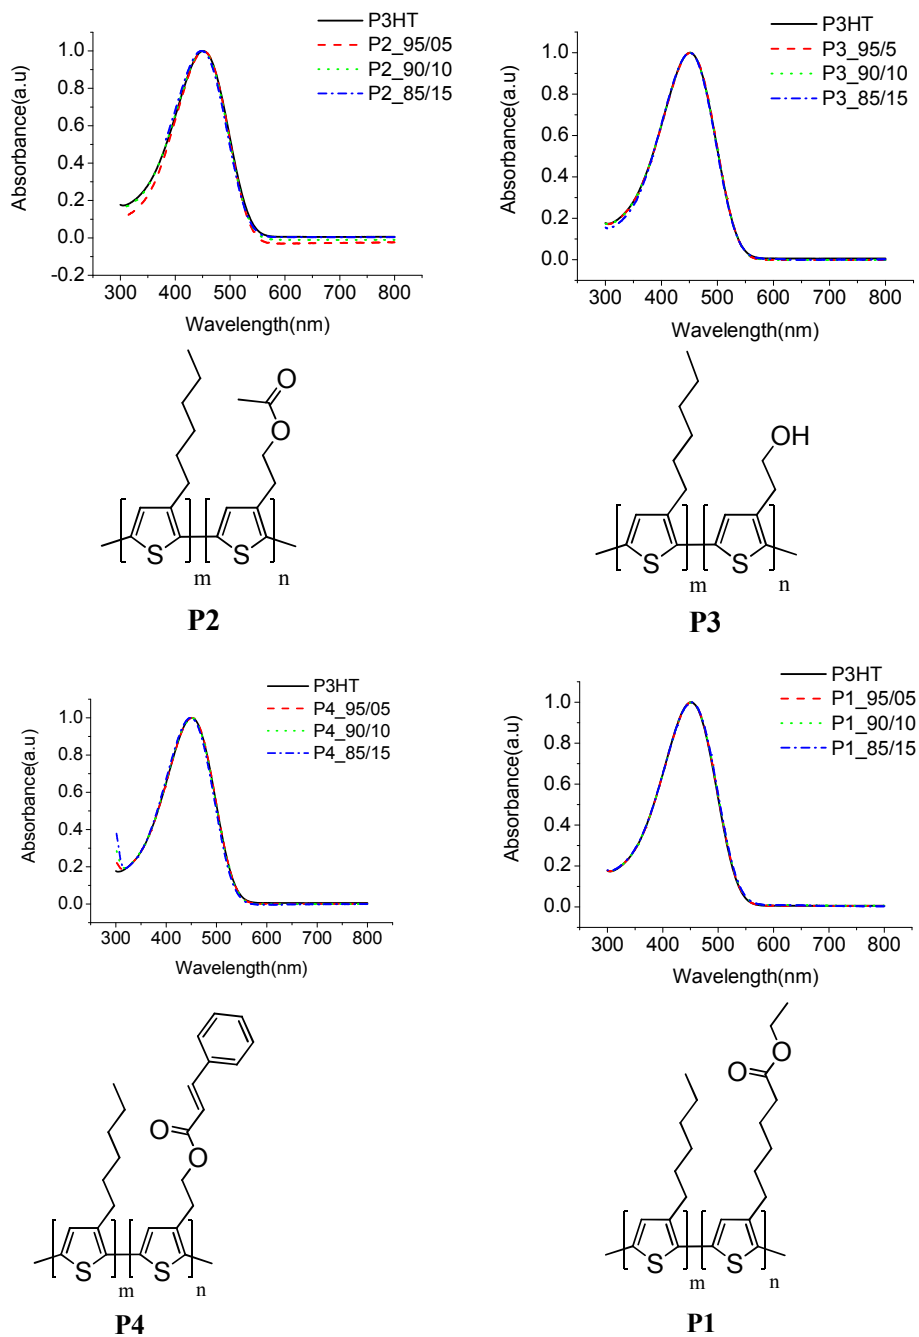 P3HT
P2_95/05
P2_90/10
P2_85/15
1.0
0.8
0.6
0.4
0.2
0.0
-0.2
Absorbance(a.u)
300 400 500 600 700 800
Wavelength(nm)
P3HT
P3_95/5
P3_90/10
P3_85/15
1.0
0.8
0.6
0.4
0.2
0.0
Absorbance(a.u)
300 400 500 600 700 800
Wavelength(nm)
O
O
S
S
m
n
P2
OH
S
S
m
n
P3
P3HT
P4_95/05
P4_90/10
P4_85/15
1.0
0.8
0.6
0.4
0.2
0.0
Absorbance(a.u)
300 400 500 600 700 800
Wavelength(nm)
P3HT
P1_95/05
P1_90/10
P1_85/15
1.0
0.8
0.6
0.4
0.2
0.0
Absorbance(a.u)
300 400 500 600 700 800
Wavelength(nm)
O
O
S
S
m
n
P4
O
O
S
S
m
n
P1